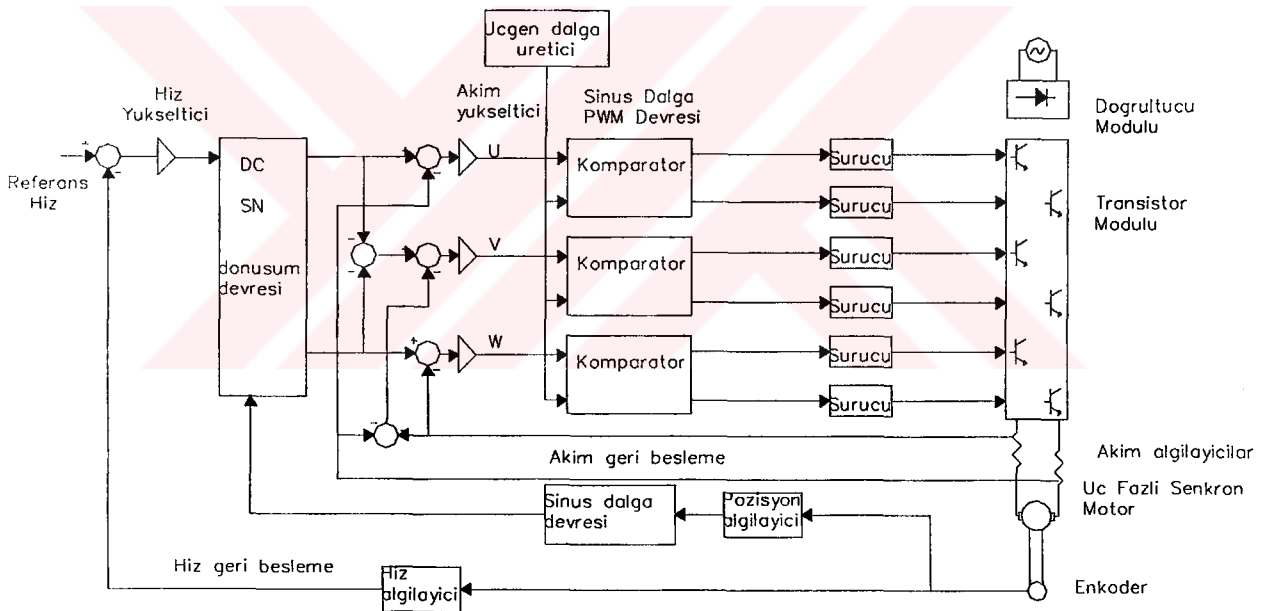 Ucgen dalga
uretici
Hiz
Yukseltici
Akim
yukseltici
Sinus Dalga
PWM Devresi
Dogrultucu
Modulu
Referans
Hiz
DC
SN
donusum
devresi
U
Komparator
Surucu
Surucu
Transistor
Modulu
V
Komparator
Surucu
Surucu
W
Komparator
Surucu
Surucu
Akim geri besleme
Akim algilayicilar
Uc Fazli Senkron
Motor
Sinus dalga
devresi
Pozisyon
algilayici
Hiz geri besleme
Hiz
algilayici
Enkoder